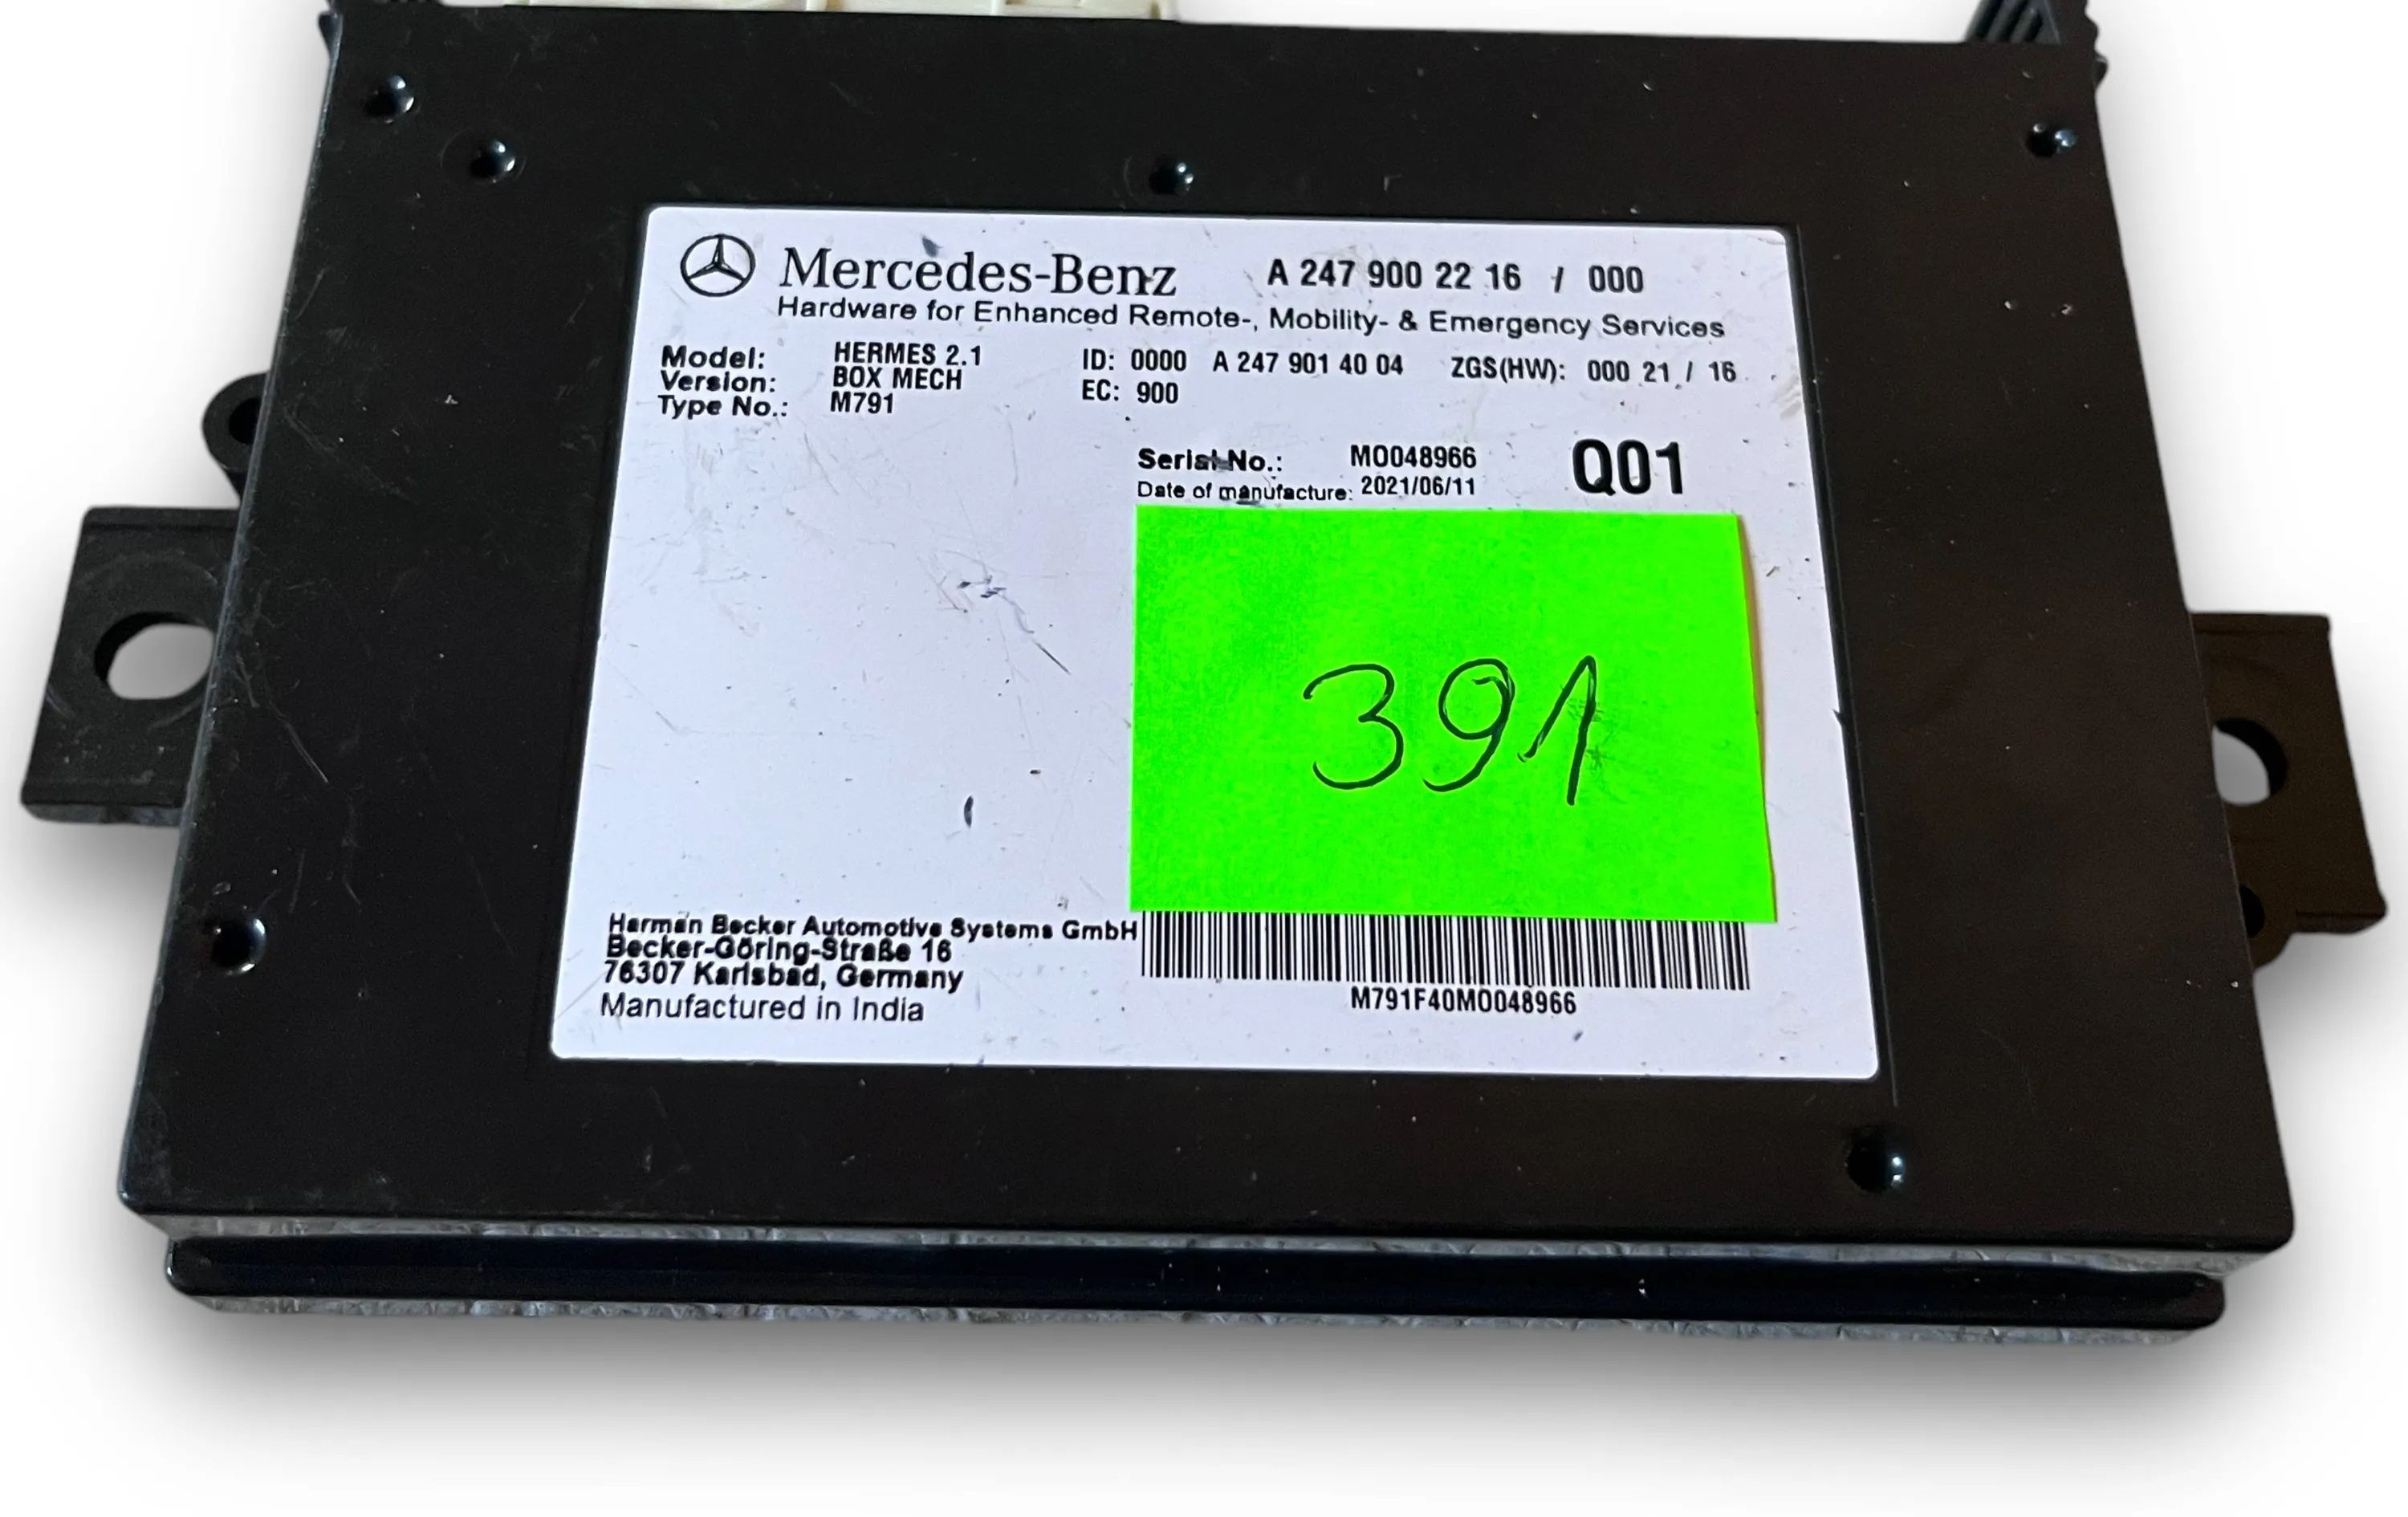 Mercedes-Benz A 247 900 22 16 / 000
Hardware for Enhanced Remote-, Mobility- & Emergency Services
Model: HERMES 2.1 ID: 0000 A 247 901 40 04 ZGS(HW): 000 21 / 16
Version: BOX MECH EC: 900
Type No.: M791
Serial No.: M0048966 Q01
Date of manufacture: 2021/06/11
391
Harman Becker Automotive Systems GmbH
Becker-Göring-Straße 16
76307 Karlsbad, Germany
Manufactured in India
M791F40M0048966